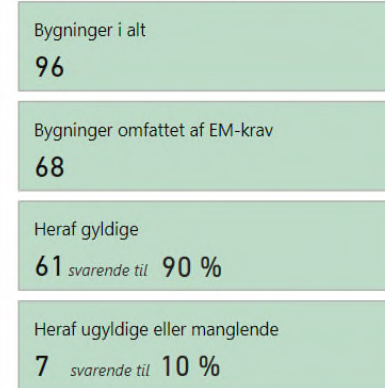 Bygninger i alt
96
Bygninger omfattet af EM-krav
68
Heraf gyldige
61 svarende til 90 %
Heraf ugyldige eller manglende
7 svarende til 10 %